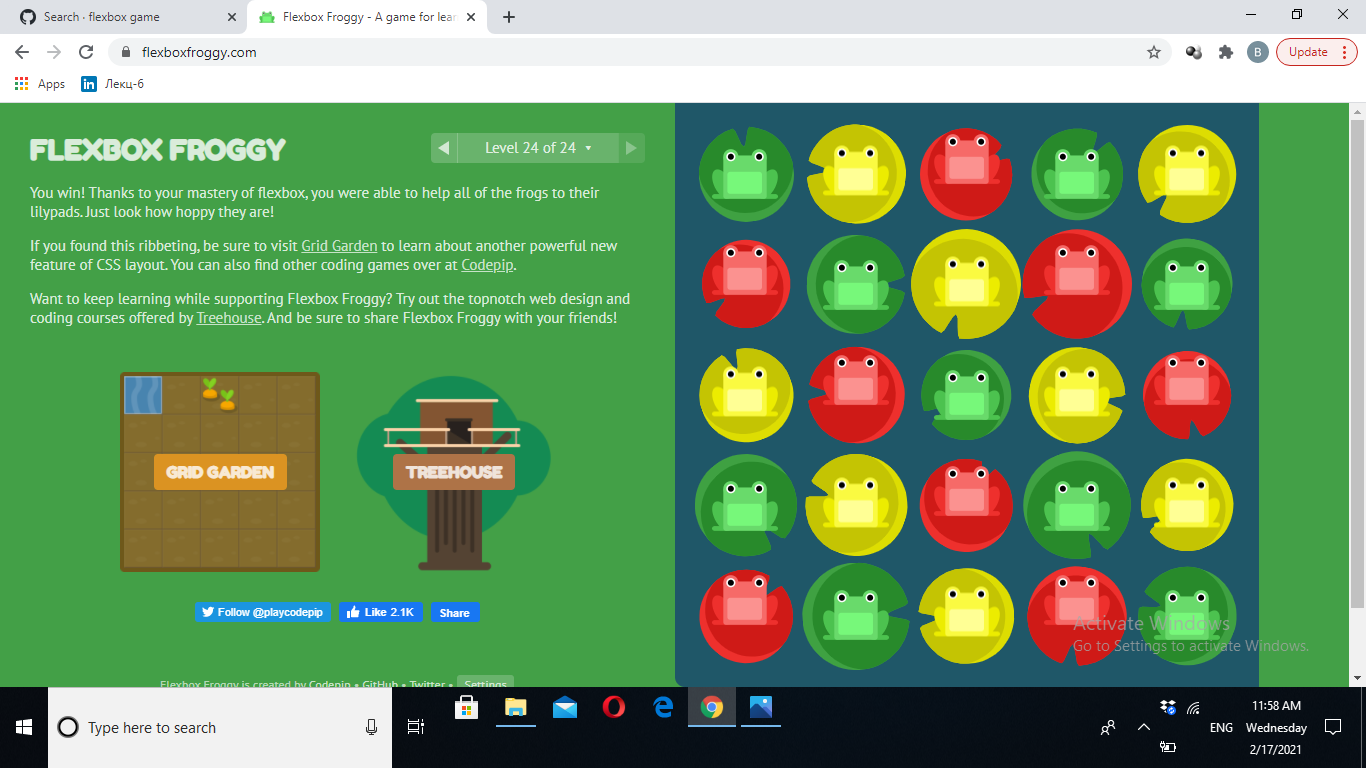 Search · flexbox game
Flexbox Froggy - A game for lear
flexboxfroggy.com
B
Update
Apps
in
Лекц-6
FLEXBOX FROGGY
Level 24 of 24
You win! Thanks to your mastery of flexbox, you were able to help all of the frogs to their
lilypads. Just look how hoppy they are!
If you found this ribbeting, be sure to visit Grid Garden to learn about another powerful new
feature of CSS layout. You can also find other coding games over at Codepip.
Want to keep learning while supporting Flexbox Froggy? Try out the topnotch web design and
coding courses offered by Treehouse. And be sure to share Flexbox Froggy with your friends!
GRID GARDEN
TREEHOUSE
Follow @playcodepip
Like 2.1K
Share
Flexbox Froggy is created by Codepip • GitHub • Twitter • Settings
Activate Windows
Go to Settings to activate Windows.
Type here to search
11:58 AM
ENG
Wednesday
2/17/2021